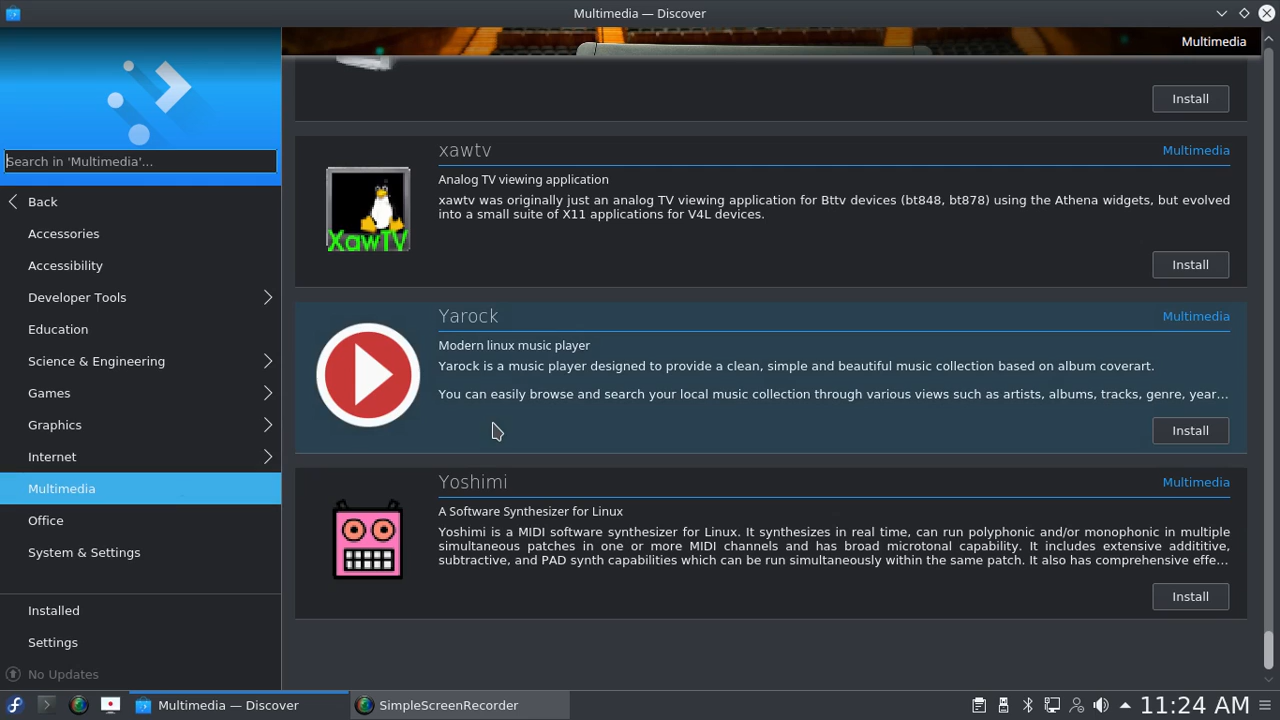 Multimedia — Discover
Multimedia
Search in 'Multimedia'...
Back
Accessories
Accessibility
Developer Tools
Education
Science & Engineering
Games
Graphics
Internet
Multimedia
Office
System & Settings
Installed
Settings
No Updates
Install
xawtv
Multimedia
XawTV
Analog TV viewing application
xawtv was originally just an analog TV viewing application for Bttv devices (bt848, bt878) using the Athena widgets, but evolved
into a small suite of X11 applications for V4L devices.
Install
Yarock
Multimedia
Modern linux music player
Yarock is a music player designed to provide a clean, simple and beautiful music collection based on album coverart.
You can easily browse and search your local music collection through various views such as artists, albums, tracks, genre, year...
Install
Yoshimi
Multimedia
A Software Synthesizer for Linux
Yoshimi is a MIDI software synthesizer for Linux. It synthesizes in real time, can run polyphonic and/or monophonic in multiple
simultaneous patches in one or more MIDI channels and has broad microtonal capability. It includes extensive addititive,
subtractive, and PAD synth capabilities which can be run simultaneously within the same patch. It also has comprehensive effe...
Install
Multimedia — Discover
SimpleScreenRecorder
11:24 AM